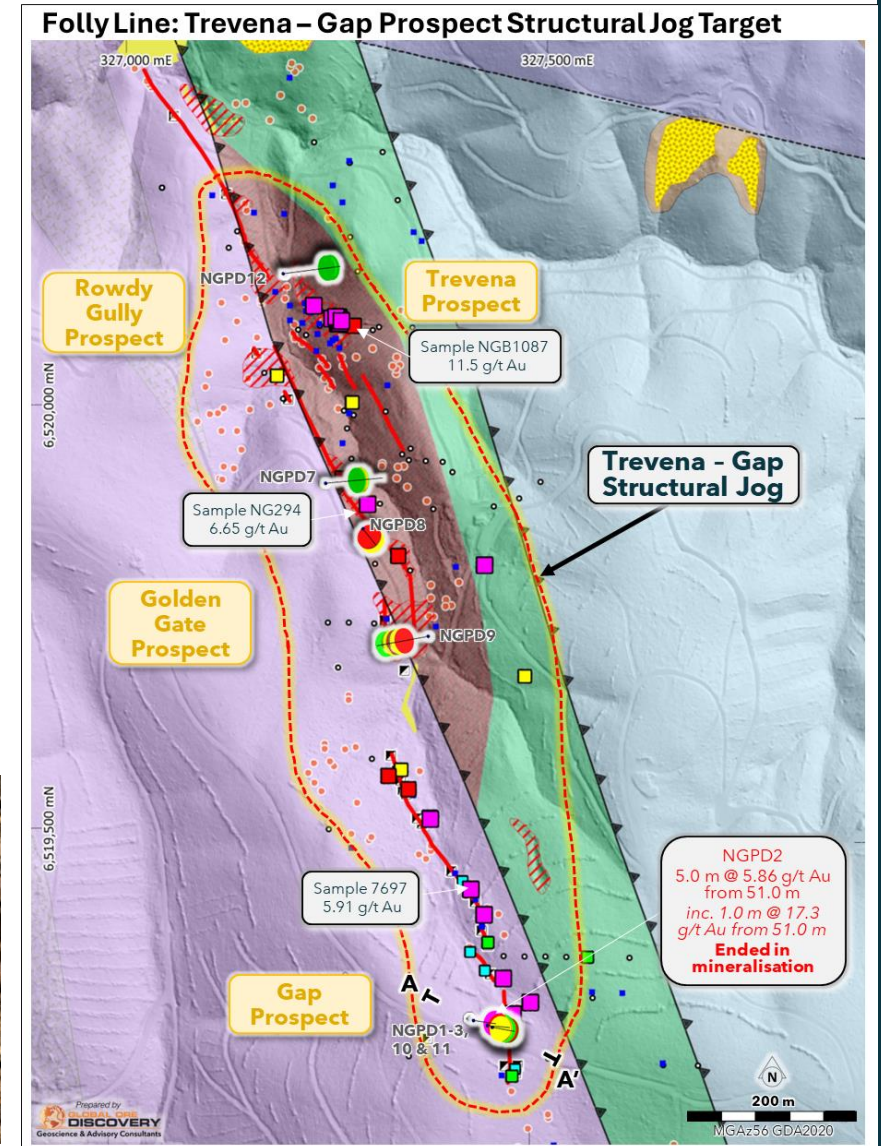 Folly Line: Trevena – Gap Prospect Structural Jog Target
327,000 mE
327,500 mE
NGPD12
Rowdy
Gully
Prospect
Trevena
Prospect
Sample NGB1087
11.5 g/t Au
6,520,000 mN
Trevena – Gap
Structural Jog
NGPD7
Sample NG294
6.65 g/t Au
NGPD8
Golden
Gate
Prospect
NGPD9
6,519,500 mN
NGPD2
5.0 m @ 5.86 g/t Au
from 51.0 m
inc. 1.0 m @ 17.3
g/t Au from 51.0 m
Ended in
mineralisation
Sample 7697
5.91 g/t Au
A
Gap
Prospect
NGPD1-3,
10 & 11
A'
N
200 m
MGAz56 GDA2020
Prepared by
GLOBAL ORE
DISCOVERY
Geoscience & Advisory Consultants